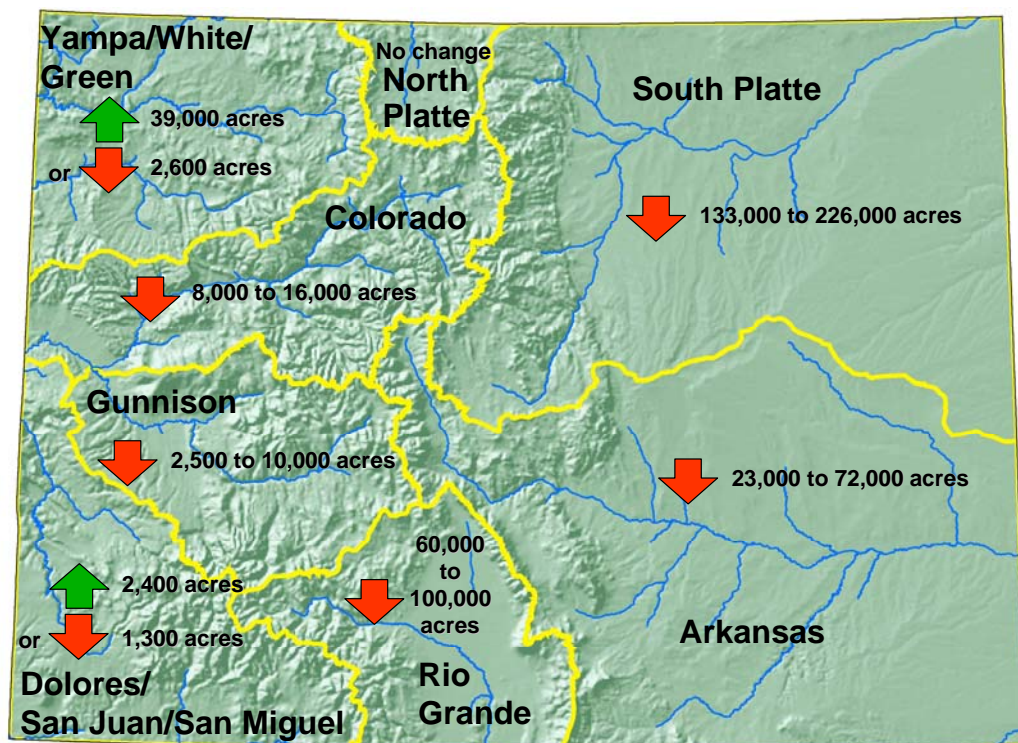 Yampa/White/
Green
39,000 acres
or
2,600 acres
No change
North
Platte
South Platte
133,000 to 226,000 acres
Colorado
8,000 to 16,000 acres
Gunnison
2,500 to 10,000 acres
23,000 to 72,000 acres
2,400 acres
or
1,300 acres
Dolores/
San Juan/San Miguel
60,000
to
100,000
acres
Rio
Grande
Arkansas